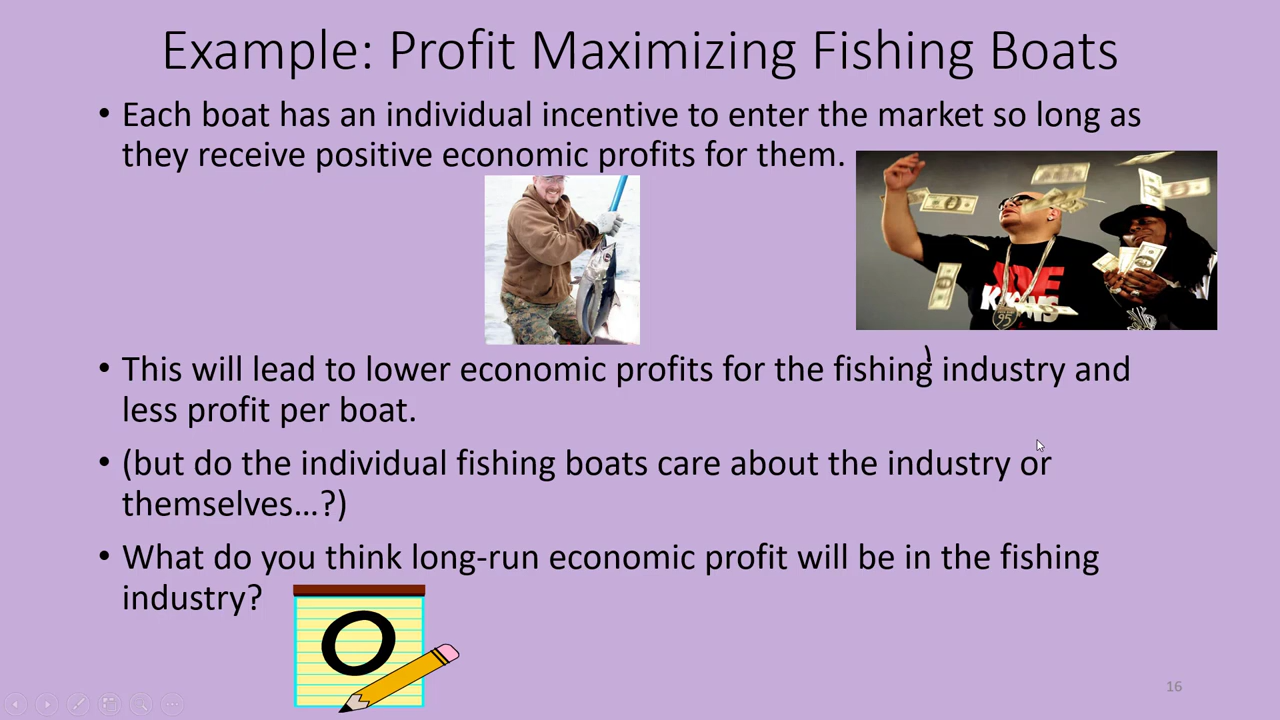 Example: Profit Maximizing Fishing Boats
• Each boat has an individual incentive to enter the market so long as
they receive positive economic profits for them.
• This will lead to lower economic profits for the fishing industry and
less profit per boat.
• (but do the individual fishing boats care about the industry or
themselves…?)
• What do you think long-run economic profit will be in the fishing
industry?
O
16